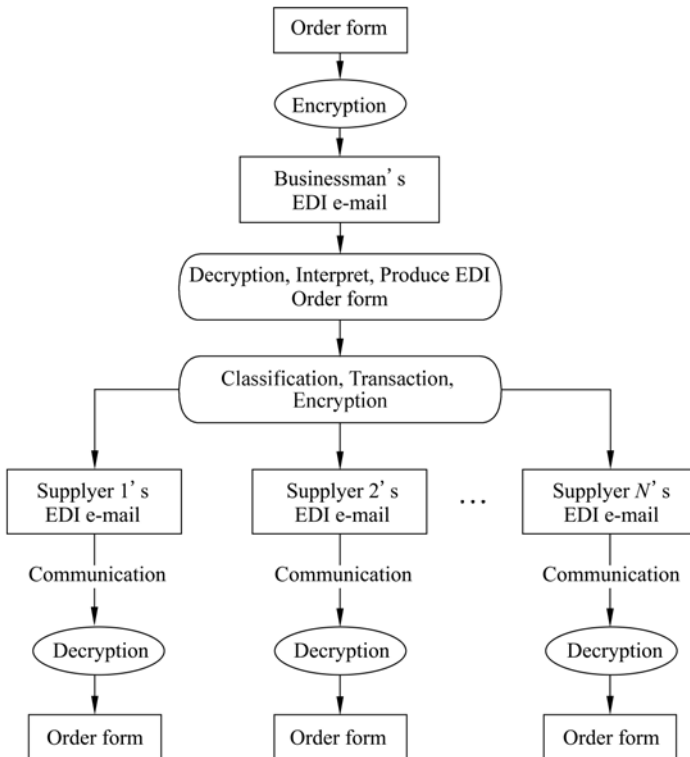 Order form
Encryption
Businessman’s
EDI e-mail
Decryption, Interpret, Produce EDI
Order form
Classification, Transaction,
Encryption
Supplyer 1’s
EDI e-mail
Supplyer 2’s
EDI e-mail
...
Supplyer N’s
EDI e-mail
Communication
Communication
Communication
Decryption
Decryption
Decryption
Order form
Order form
Order form